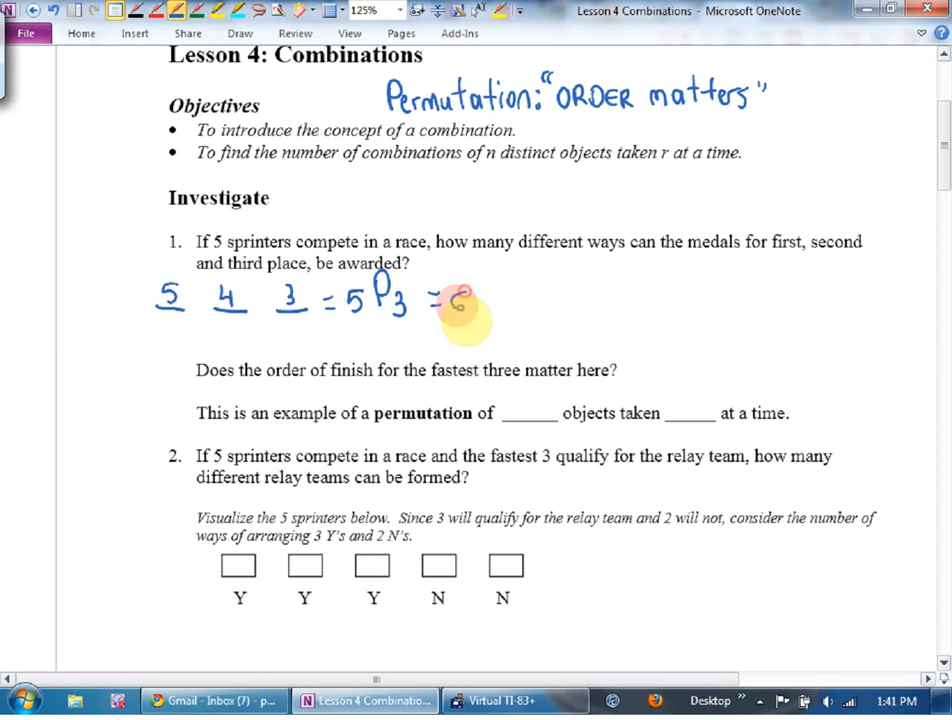 125%
Lesson 4 Combinations - Microsoft OneNote
File Home Insert Share Draw Review View Pages Add-Ins
Lesson 4: Combinations
Permutation: "ORDER matters"
Objectives
• To introduce the concept of a combination.
• To find the number of combinations of n distinct objects taken r at a time.
Investigate
1. If 5 sprinters compete in a race, how many different ways can the medals for first, second
and third place, be awarded?
5 4 3 = 5P3 = 6
Does the order of finish for the fastest three matter here?
This is an example of a permutation of ______ objects taken _____ at a time.
2. If 5 sprinters compete in a race and the fastest 3 qualify for the relay team, how many
different relay teams can be formed?
Visualize the 5 sprinters below. Since 3 will qualify for the relay team and 2 will not, consider the number of
ways of arranging 3 Y's and 2 N's.
Y Y Y N N
Gmail - Inbox (7) - p... Lesson 4 Combinatio... Virtual TI-83+ Desktop 1:41 PM